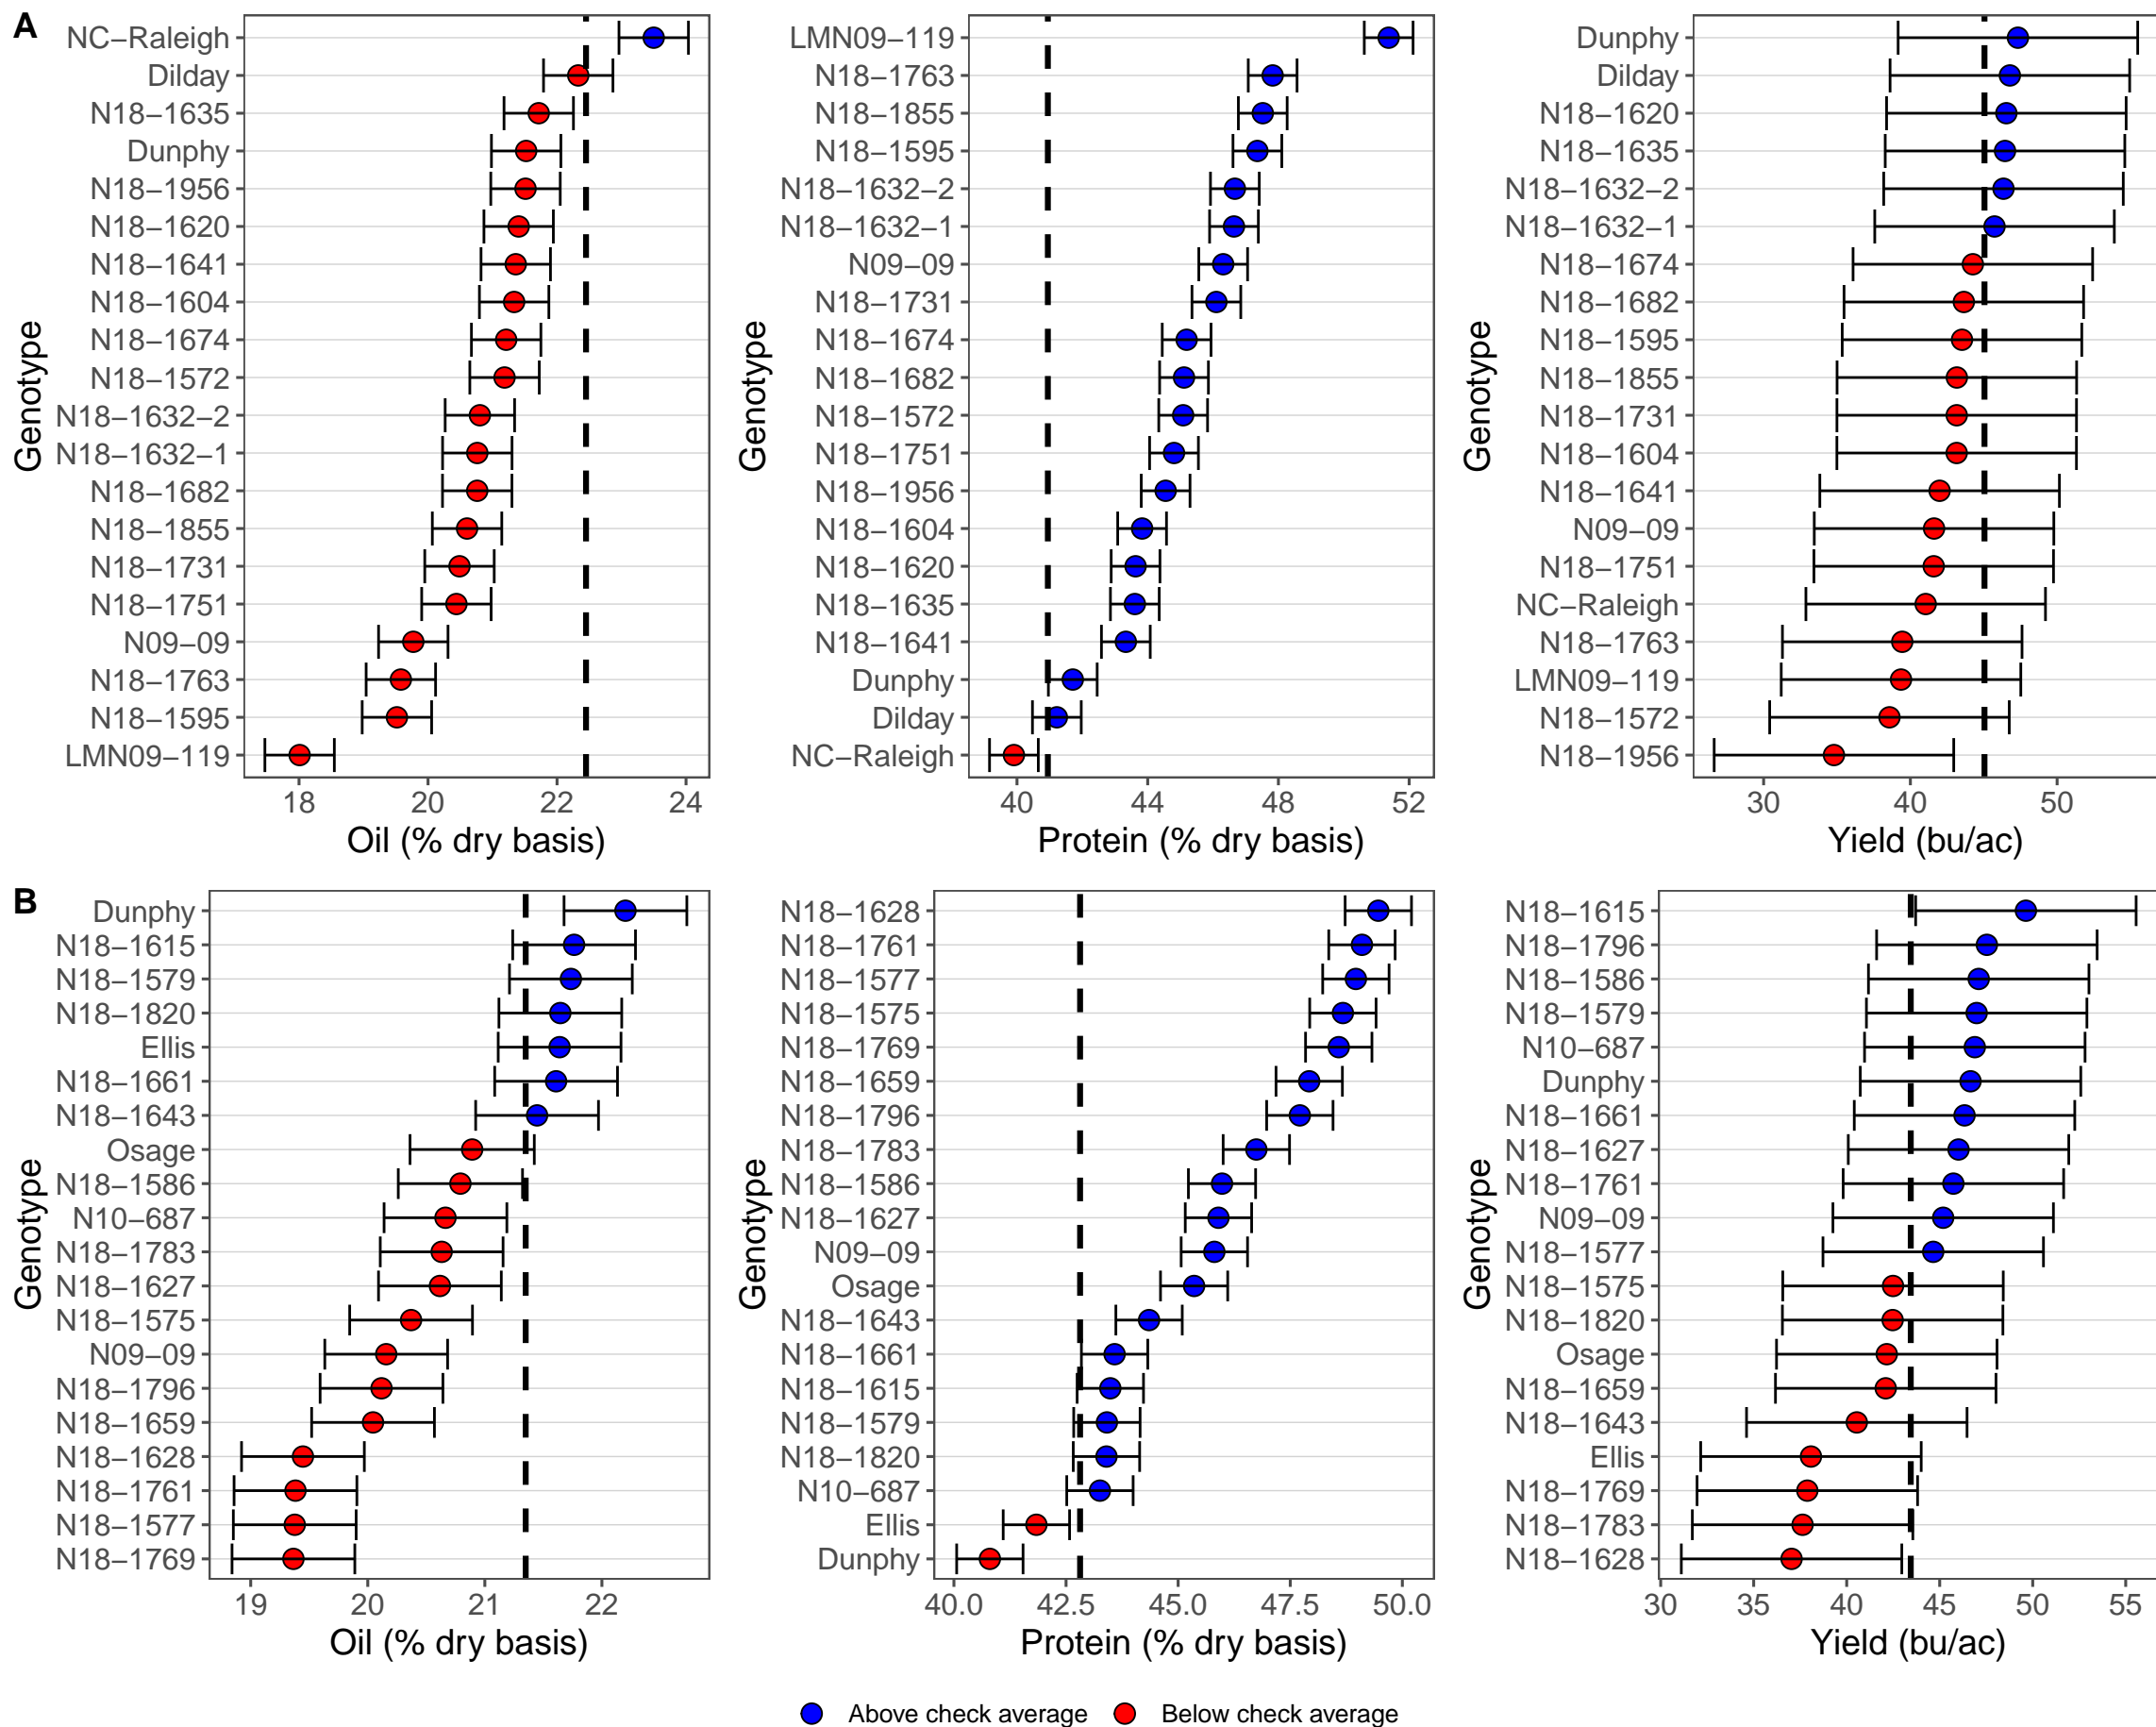 A
NC−Raleigh
Dilday
N18−1635
Dunphy
N18−1956
N18−1620
N18−1641
N18−1604
N18−1674
N18−1572
N18−1632−2
N18−1632−1
N18−1682
N18−1855
N18−1731
N18−1751
N09−09
N18−1763
N18−1595
LMN09−119
Genotype
18 20 22 24
Oil (% dry basis)
LMN09−119
N18−1763
N18−1855
N18−1595
N18−1632−2
N18−1632−1
N09−09
N18−1731
N18−1674
N18−1682
N18−1572
N18−1751
N18−1956
N18−1604
N18−1620
N18−1635
N18−1641
Dunphy
Dilday
NC−Raleigh
Genotype
40 44 48 52
Protein (% dry basis)
Dunphy
Dilday
N18−1620
N18−1635
N18−1632−2
N18−1632−1
N18−1674
N18−1682
N18−1595
N18−1855
N18−1731
N18−1604
N18−1641
N09−09
N18−1751
NC−Raleigh
N18−1763
LMN09−119
N18−1572
N18−1956
Genotype
30 40 50
Yield (bu/ac)
B
Dunphy
N18−1615
N18−1579
N18−1820
Ellis
N18−1661
N18−1643
Osage
N18−1586
N10−687
N18−1783
N18−1627
N18−1575
N09−09
N18−1796
N18−1659
N18−1628
N18−1761
N18−1577
N18−1769
Genotype
19 20 21 22
Oil (% dry basis)
N18−1628
N18−1761
N18−1577
N18−1575
N18−1769
N18−1659
N18−1796
N18−1783
N18−1586
N18−1627
N09−09
Osage
N18−1643
N18−1661
N18−1615
N18−1579
N18−1820
N10−687
Ellis
Dunphy
Genotype
40.0 42.5 45.0 47.5 50.0
Protein (% dry basis)
N18−1615
N18−1796
N18−1586
N18−1579
N10−687
Dunphy
N18−1661
N18−1627
N18−1761
N09−09
N18−1577
N18−1575
N18−1820
Osage
N18−1659
N18−1643
Ellis
N18−1769
N18−1783
N18−1628
Genotype
30 35 40 45 50 55
Yield (bu/ac)
Above check average Below check average